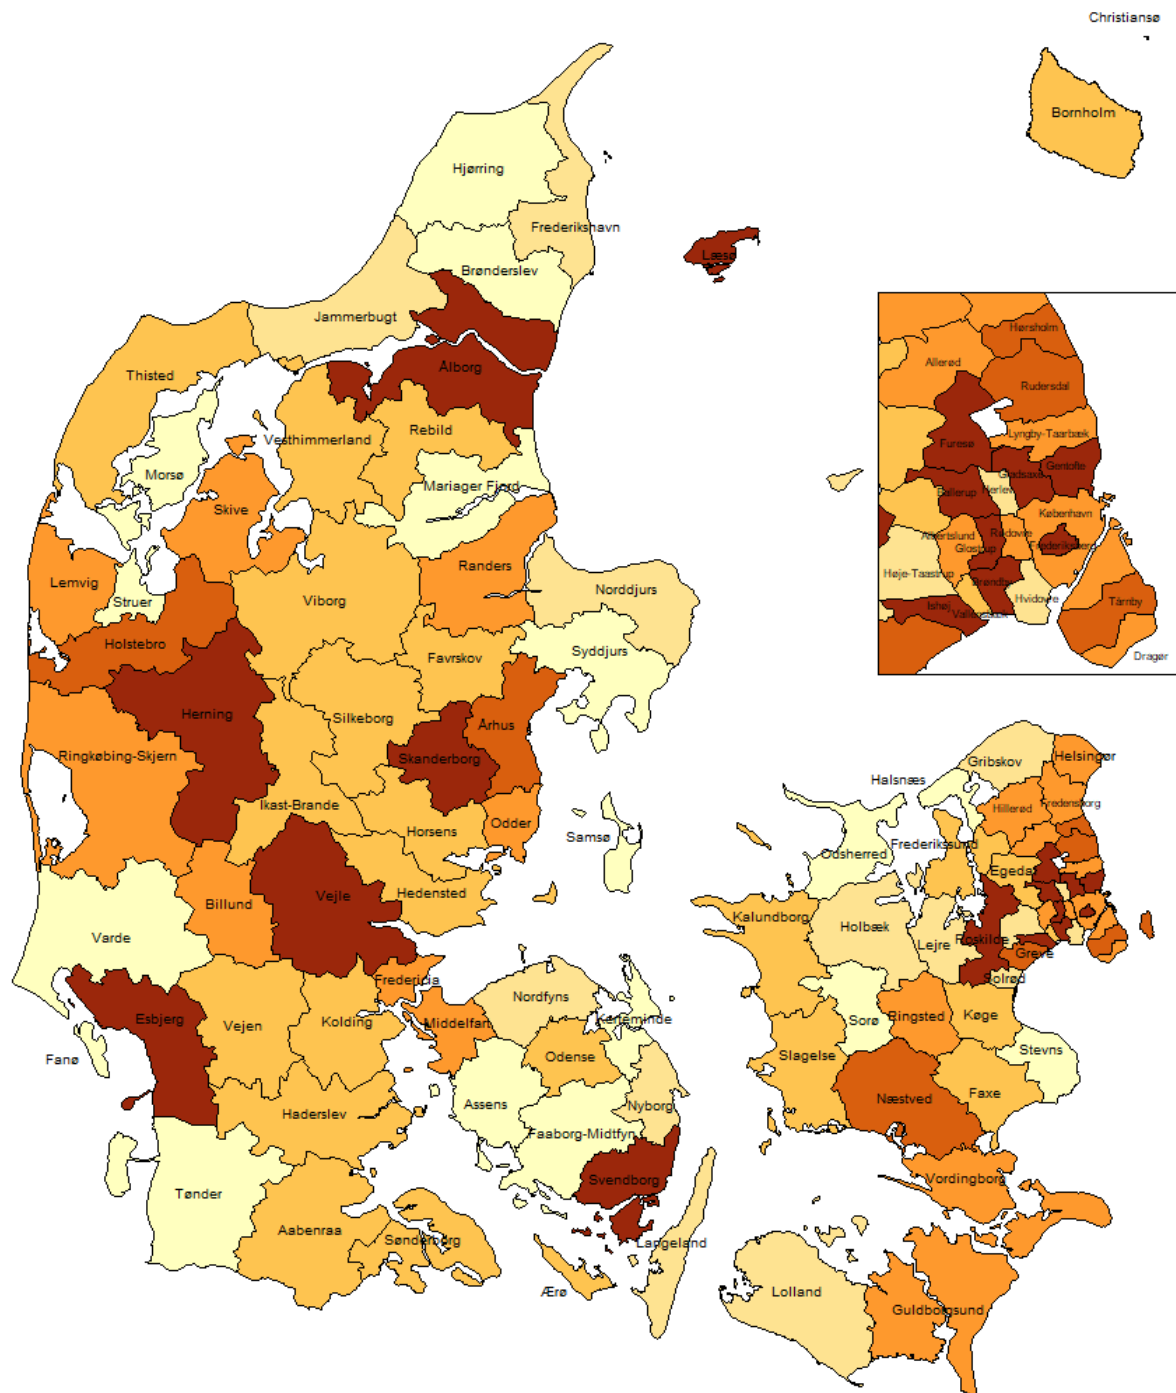 Christiansø
Bornholm
Hjørring
Frederikshavn
Læsø
Brønderslev
Jammerbugt
Ålborg
Thisted
Vesthimmerland
Rebild
Morsø
Mariager Fjord
Skive
Lemvig
Struer
Randers
Norddjurs
Viborg
Holstebro
Favrskov
Syddjurs
Herning
Silkeborg
Århus
Skanderborg
Ringkøbing-Skjern
Ikast-Brande
Horsens
Odder
Samsø
Hedensted
Vejle
Billund
Varde
Fredericia
Esbjerg
Vejen
Kolding
Middelfart
Nordfyns
Kerteminde
Fanø
Odense
Assens
Nyborg
Haderslev
Faaborg-Midtfyn
Svendborg
Tønder
Aabenraa
Sønderborg
Langeland
Ærø
Hørsholm
Allerød
Rudersdal
Lyngby-Taarbæk
Furesø
Gladsaxe
Gentofte
Ballerup
Herlev
København
Albertslund
Rødovre
Glostrup
Frederiksberg
Høje-Taastrup
Brøndby
Hvidovre
Ishøj
Vallensbæk
Tårnby
Dragør
Gribskov
Helsingør
Halsnæs
Hillerød
Fredensborg
Frederikssund
Odsherred
Egedal
Kalundborg
Holbæk
Lejre
Roskilde
Greve
Solrød
Sorø
Ringsted
Køge
Slagelse
Stevns
Næstved
Faxe
Vordingborg
Lolland
Guldborgsund